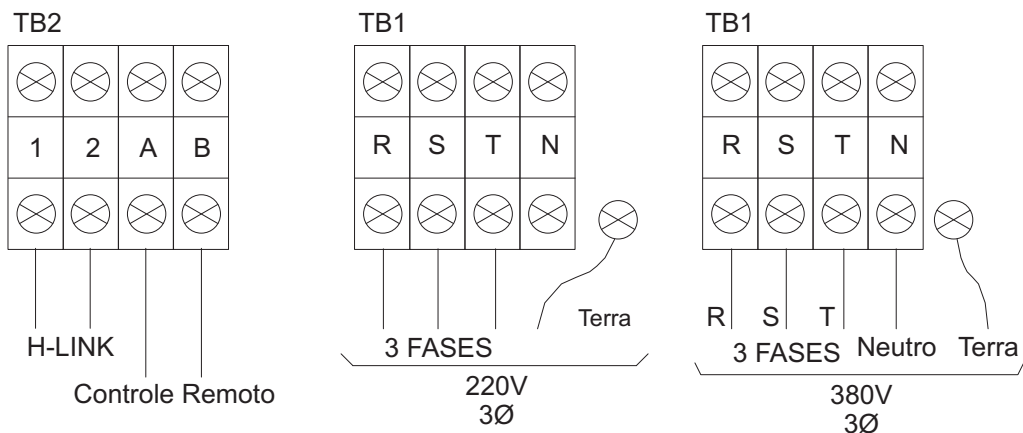 TB2
1 2 A B
H-LINK
Controle Remoto
TB1
R S T N
Terra
3 FASES
220V
3Ø
TB1
R S T N
R S T
3 FASES Neutro Terra
380V
3Ø